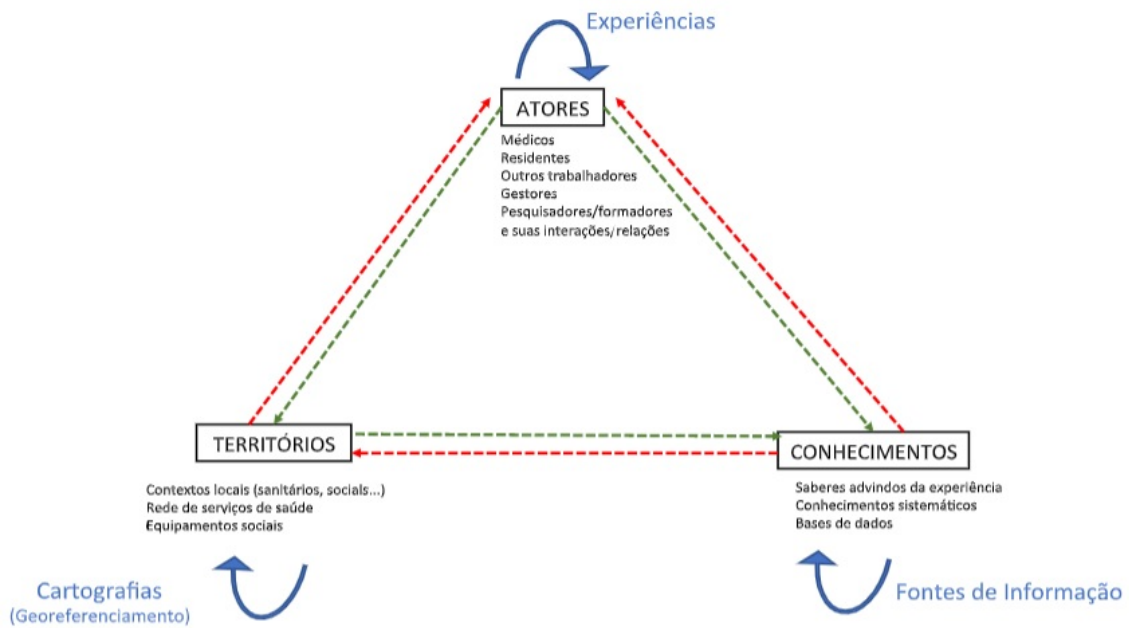 Experiências
ATORES
Médicos
Residentes
Outros trabalhadores
Gestores
Pesquisadores/formadores
e suas interações/relações
TERRITÓRIOS
Contextos locais (sanitários, socials...)
Rede de serviços de saúde
Equipamentos sociais
Cartografias
(Georeferenciamento)
CONHECIMENTOS
Saberes advindos da experiência
Conhecimentos sistemáticos
Bases de dados
Fontes de Informação